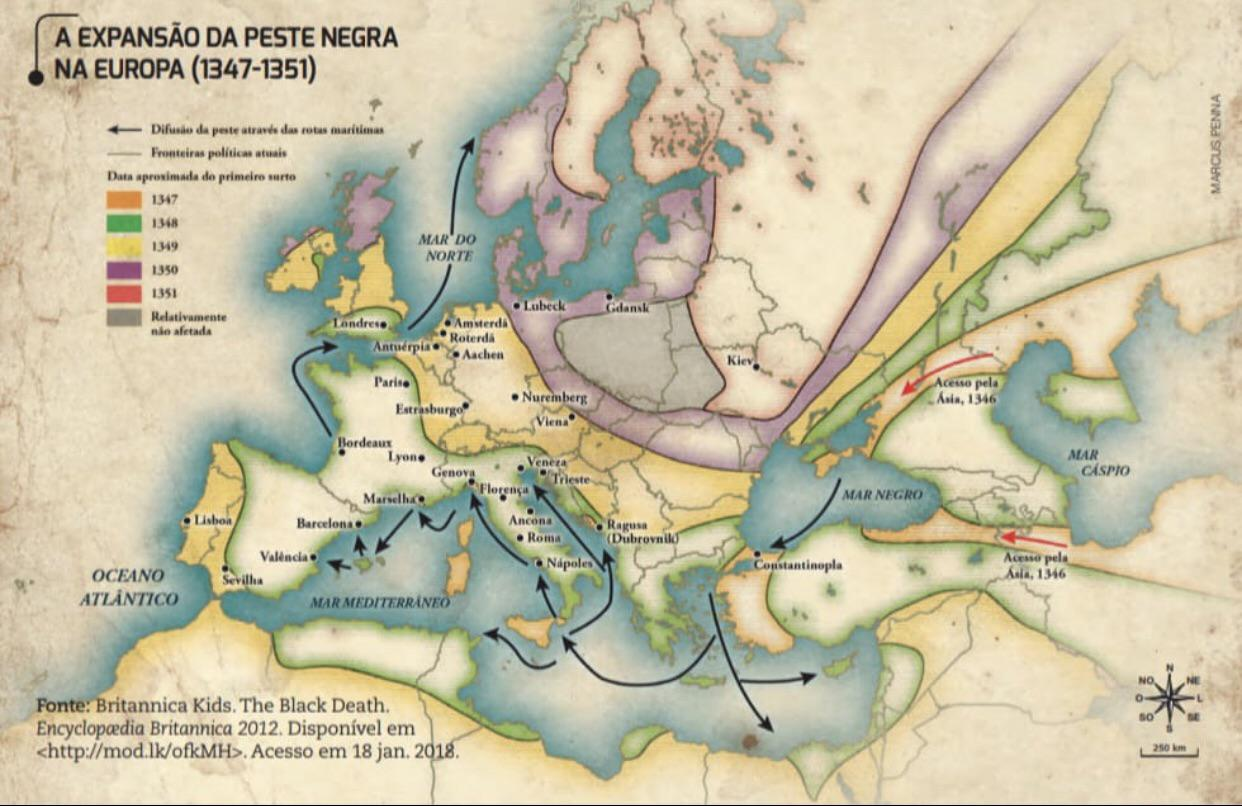 A EXPANSÃO DA PESTE NEGRA
NA EUROPA (1347-1351)
Difusão da peste através das rotas marítimas
Fronteiras políticas atuais
Data aproximada do primeiro surto
1347
1348
1349
1350
1351
Relativamente
não afetada
MARCUS PENNA
MAR DO
NORTE
Londres
Amsterdã
Roterdã
Antuérpia
Aachen
Lubeck
Gdansk
Kiev
Paris
Estrasburgo
Nuremberg
Viena
Acesso pela
Ásia, 1346
Bordeaux
Lyon
Genova
Veneza
Trieste
Florença
Marselha
MAR
CÁSPIO
MAR NEGRO
Lisboa
Barcelona
Ancona
Ragusa
(Dubrovnik)
Roma
Valência
Nápoles
Constantinopla
Acesso pela
Ásia, 1346
Sevilha
OCEANO
ATLÂNTICO
MAR MEDITERRÂNEO
Fonte: Britannica Kids. The Black Death.
Encyclopædia Britannica 2012. Disponível em
<http://mod.lk/ofkMH>. Acesso em 18 jan. 2018.
N
NO
NE
O
L
SO
SE
S
250 km